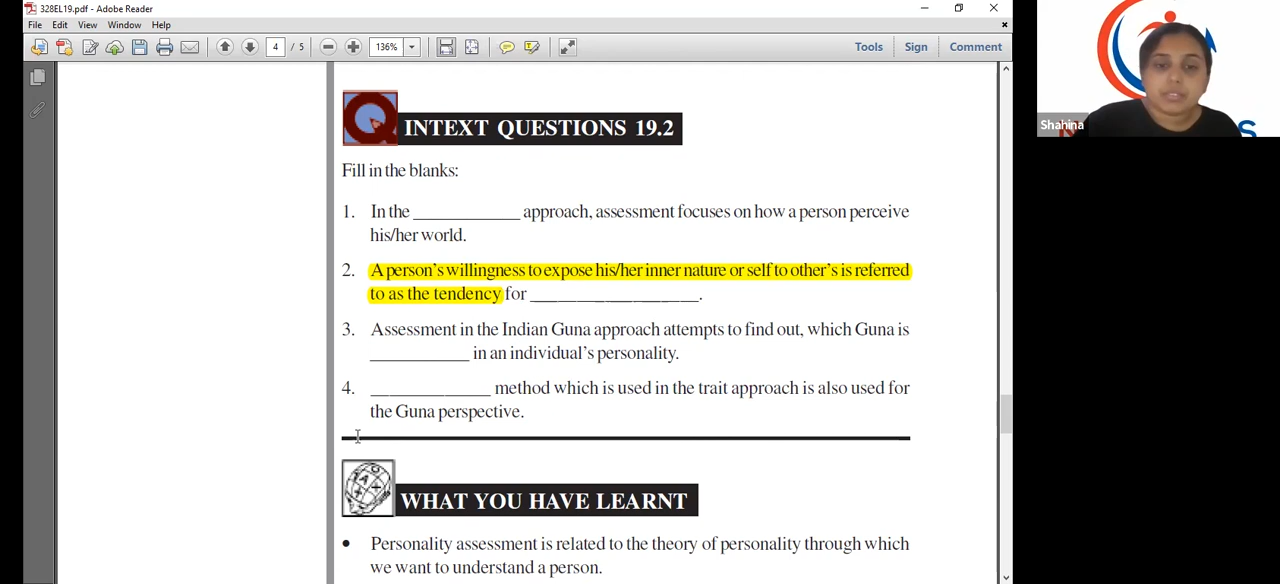 328EL19.pdf - Adobe Reader
File Edit View Window Help
4 / 5 136% Tools Sign Comment
INTEXT QUESTIONS 19.2
Fill in the blanks:
1. In the ____________ approach, assessment focuses on how a person perceive
his/her world.
2. A person's willingness to expose his/her inner nature or self to other's is referred
to as the tendency for ___________________.
3. Assessment in the Indian Guna approach attempts to find out, which Guna is
___________ in an individual's personality.
4. _____________ method which is used in the trait approach is also used for
the Guna perspective.
WHAT YOU HAVE LEARNT
• Personality assessment is related to the theory of personality through which
we want to understand a person.
Shahina